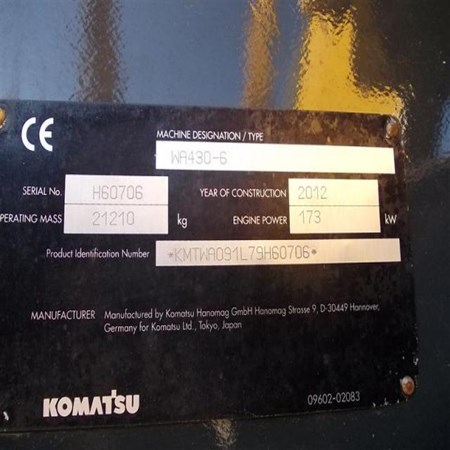 CE
MACHINE DESIGNATION / TYPE
WA430-6
SERIAL No. H60706 YEAR OF CONSTRUCTION 2012
OPERATING MASS 21210 kg ENGINE POWER 173 kW
Product Identification Number *KMTWA091L79H60706*
MANUFACTURER Manufactured by Komatsu Hanomag GmbH Hanomag Strasse 9, D-30449 Hannover,
Germany for Komatsu Ltd., Tokyo, Japan
KOMATSU
09602-02083